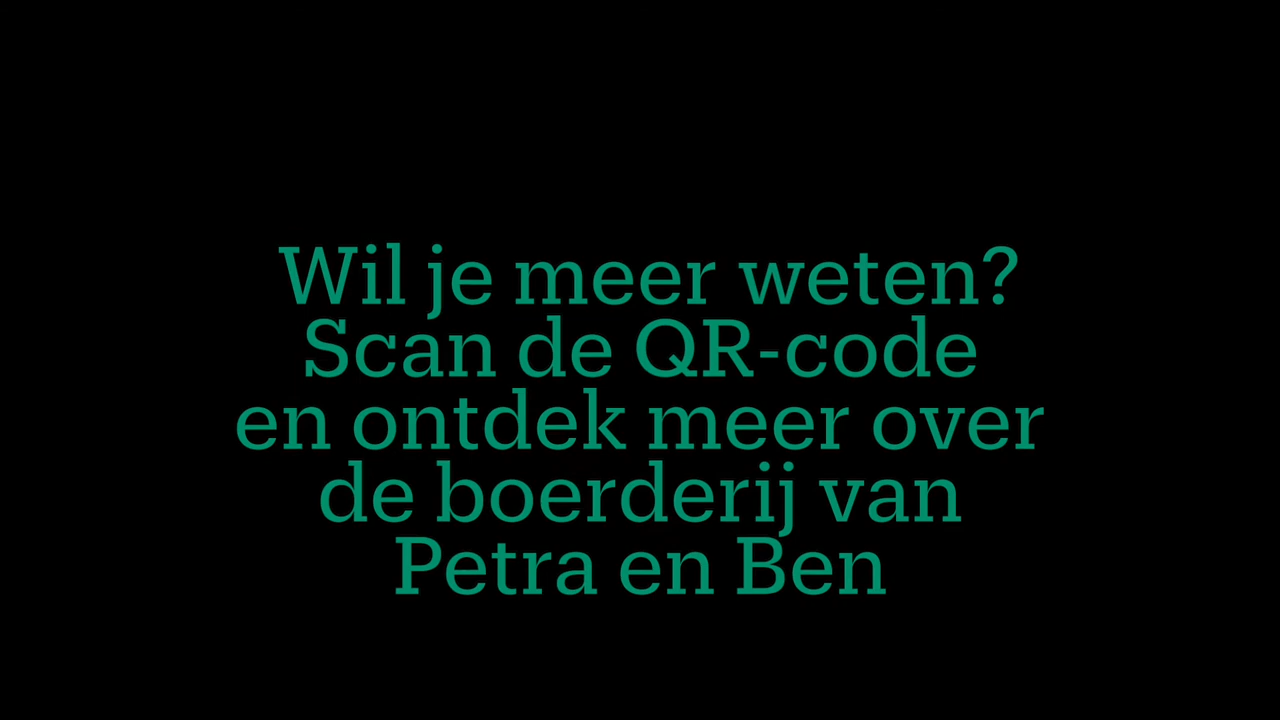 Wil je meer weten?
Scan de QR-code
en ontdek meer over
de boerderij van
Petra en Ben